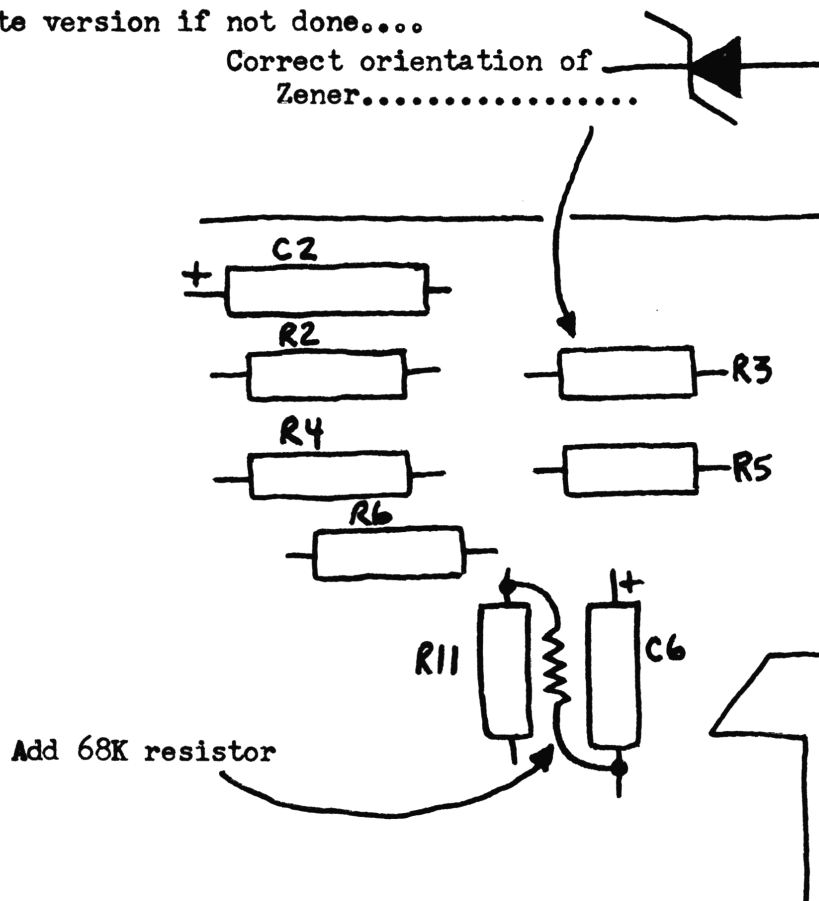 te version if not done....
Correct orientation of
Zener.................
C2
+
R2
R3
R4
R5
R6
+
R11
C6
Add 68K resistor